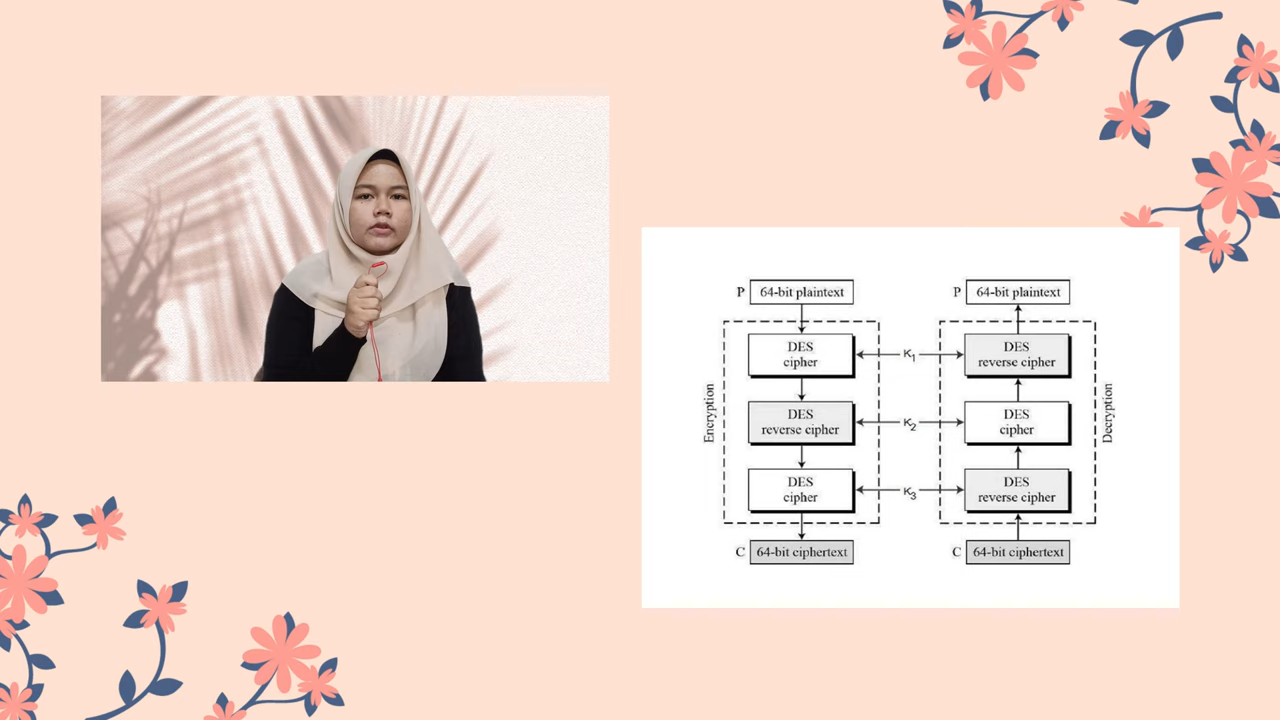 P 64-bit plaintext
DES
cipher
DES
reverse cipher
DES
cipher
C 64-bit ciphertext
Encryption
K1
K2
K3
P 64-bit plaintext
DES
reverse cipher
DES
cipher
DES
reverse cipher
C 64-bit ciphertext
Decryption